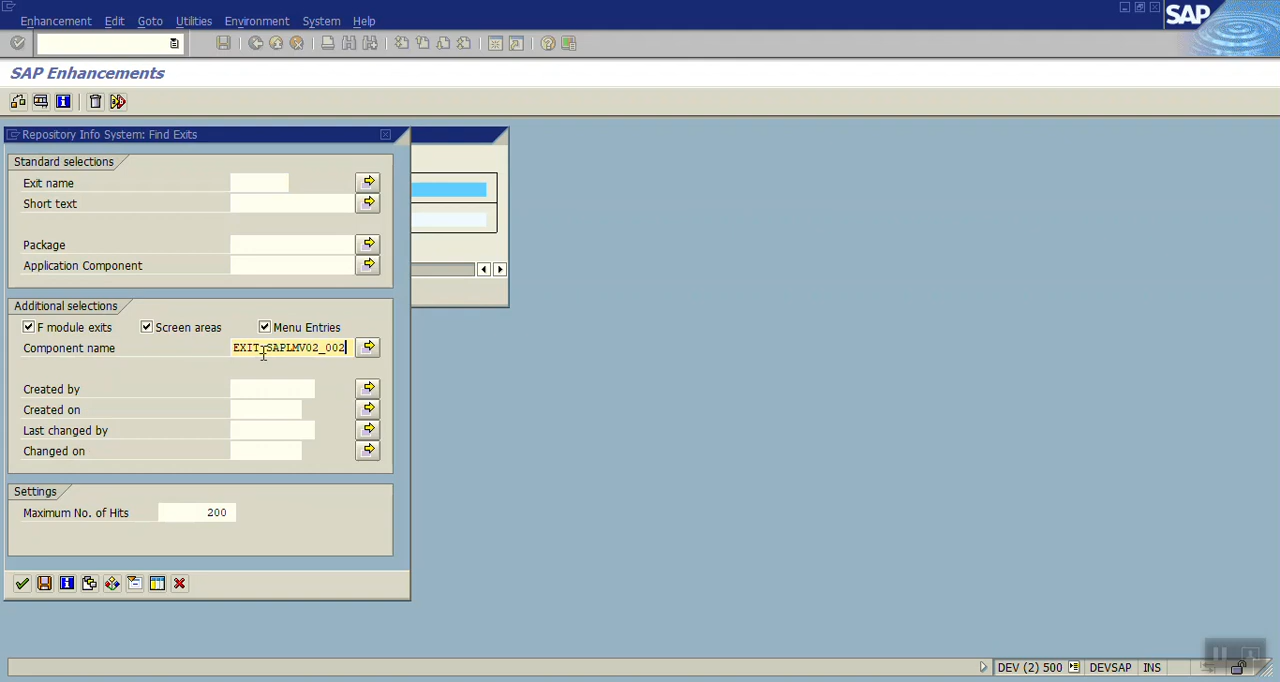 Enhancement Edit Goto Utilities Environment System Help
SAP
SAP Enhancements
Repository Info System: Find Exits
Standard selections
Exit name
Short text
Package
Application Component
Additional selections
F module exits Screen areas Menu Entries
Component name EXIT_SAPLMV02_002
Created by
Created on
Last changed by
Changed on
Settings
Maximum No. of Hits 200
DEV (2) 500 DEVSAP INS